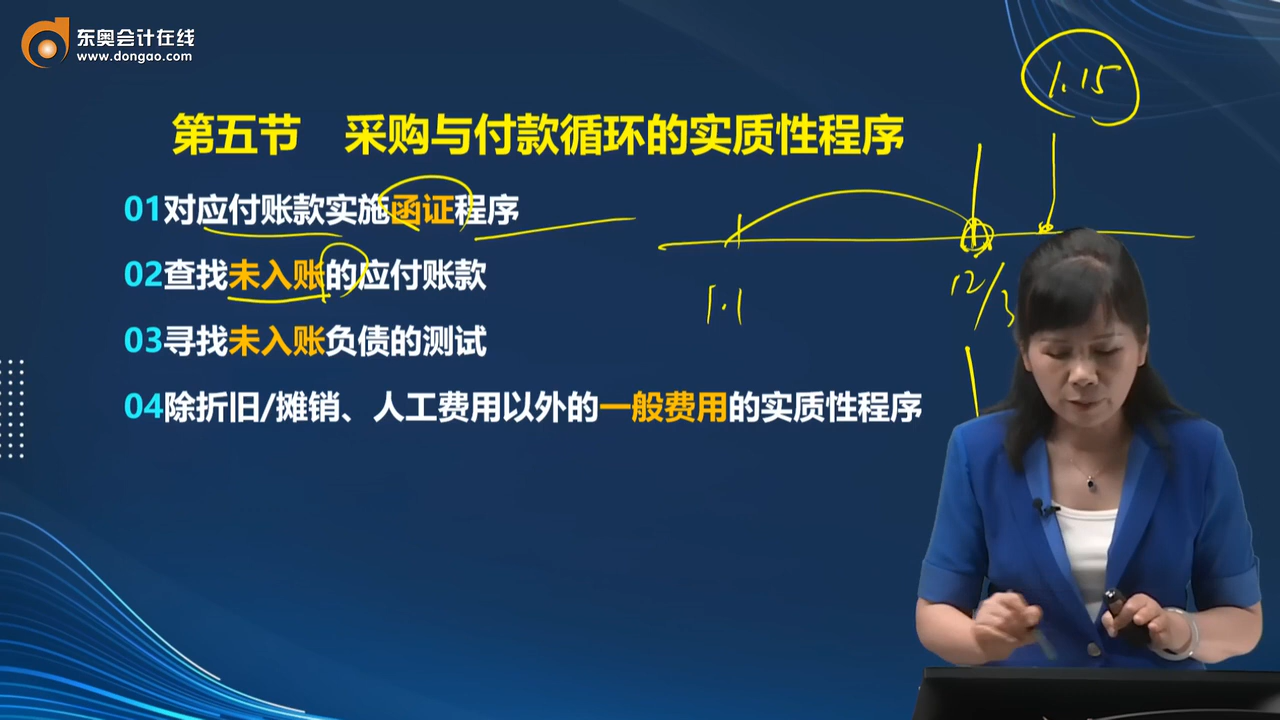 东奥会计在线
www.dongao.com
1.15
第五节 采购与付款循环的实质性程序
01对应付账款实施函证程序
02查找未入账的应付账款
1.1
12/3
03寻找未入账负债的测试
04除折旧/摊销、人工费用以外的一般费用的实质性程序